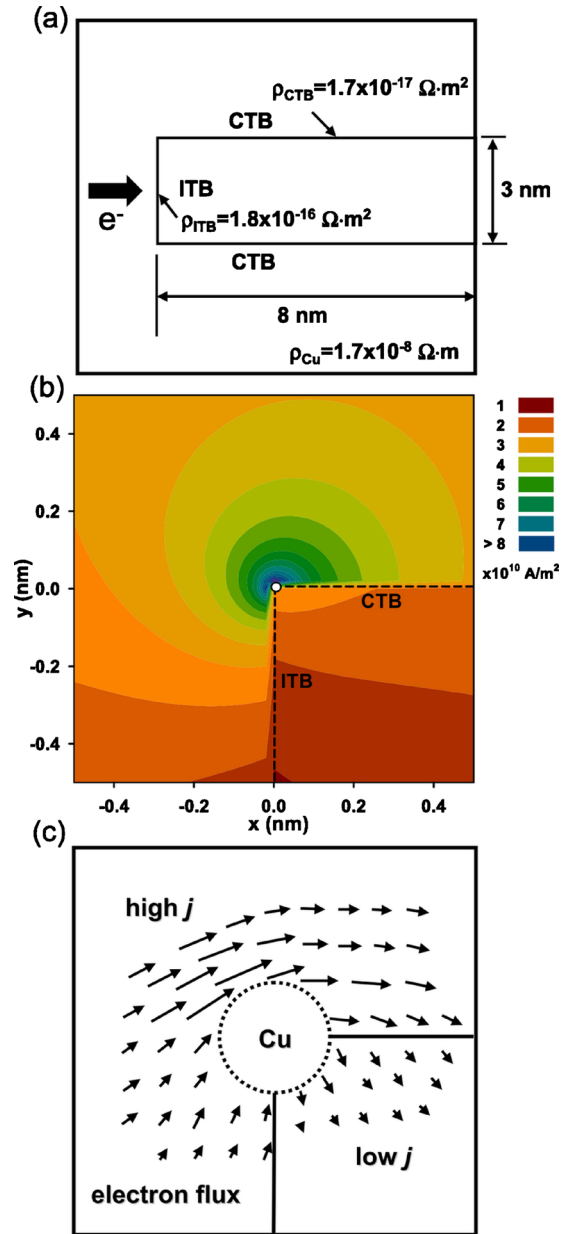 (a)
ρCTB=1.7x10⁻¹⁷ Ω·m²
CTB
ITB
e⁻
ρITB=1.8x10⁻¹⁶ Ω·m²
3 nm
CTB
8 nm
ρCu=1.7x10⁻⁸ Ω·m
(b)
0.4
0.2
0.0
-0.2
-0.4
y (nm)
CTB
ITB
-0.4
-0.2
0.0
0.2
0.4
x (nm)
1
2
3
4
5
6
7
> 8
x10¹⁰ A/m²
(c)
high j
Cu
low j
electron flux